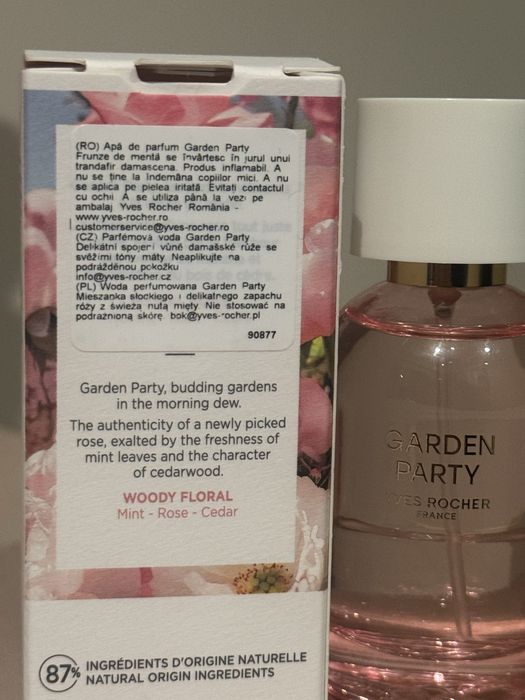 (RO) Apă de parfum Garden Party
Frunze de mentă se învârtesc în jurul unui
trandafir damascena. Produs inflamabil. A
nu se ține la îndemâna copiilor mici. A nu
se aplica pe pielea iritată. Evitați contactul
cu ochii. A se utiliza până la vezi pe
ambalaj Yves Rocher România -
www.yves-rocher.ro
customerservice@yves-rocher.ro
(CZ) Parfémová voda Garden Party
Delikátní spojení vůně damašské růže se
svěžími tóny máty Neaplikujte na
podrážděnou pokožku
info@yves-rocher.cz
(PL) Woda perfumowana Garden Party
Mieszanka słodkiego i delikatnego zapachu
róży z świeża nutą mięty. Nie stosować na
podrażnioną skórę. bok@yves-rocher.pl
90877
Garden Party, budding gardens
in the morning dew.
The authenticity of a newly picked
rose, exalted by the freshness of
mint leaves and the character
of cedarwood.
WOODY FLORAL
Mint - Rose - Cedar
87% INGRÉDIENTS D'ORIGINE NATURELLE
NATURAL ORIGIN INGREDIENTS
GARDEN
PARTY
YVES ROCHER
FRANCE